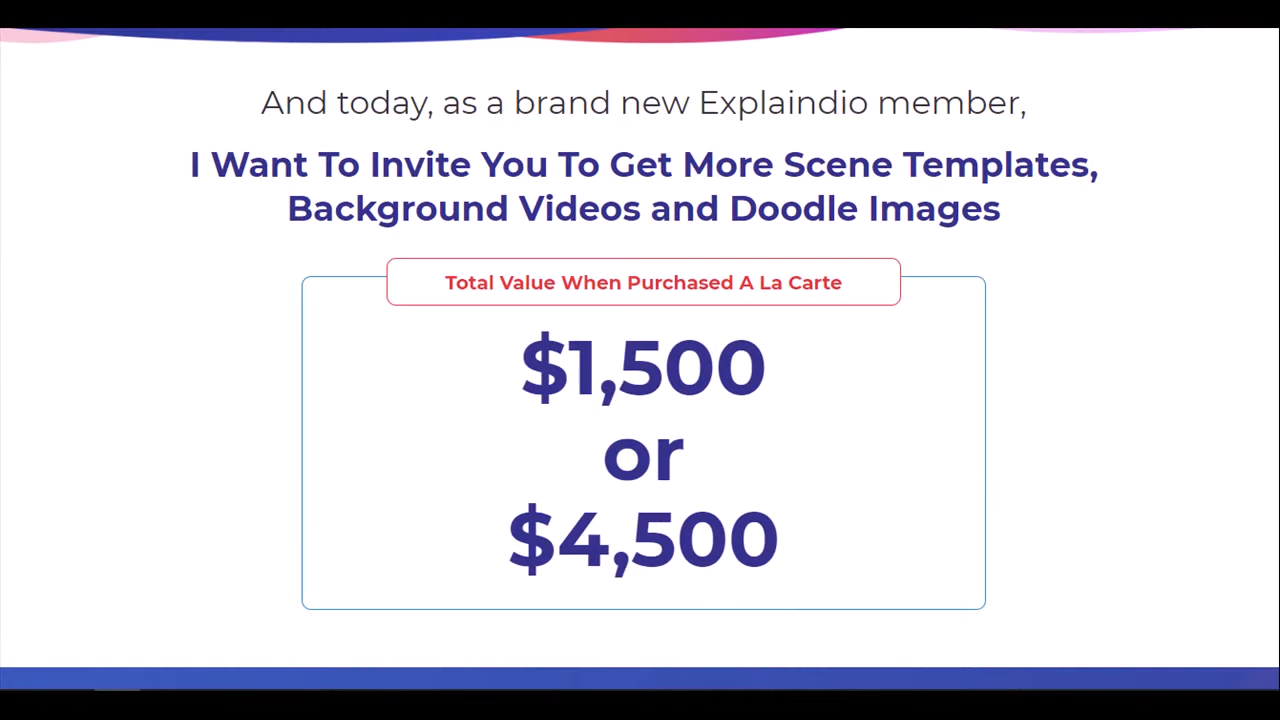 And today, as a brand new Explaindio member,
I Want To Invite You To Get More Scene Templates,
Background Videos and Doodle Images
Total Value When Purchased A La Carte
$1,500
or
$4,500